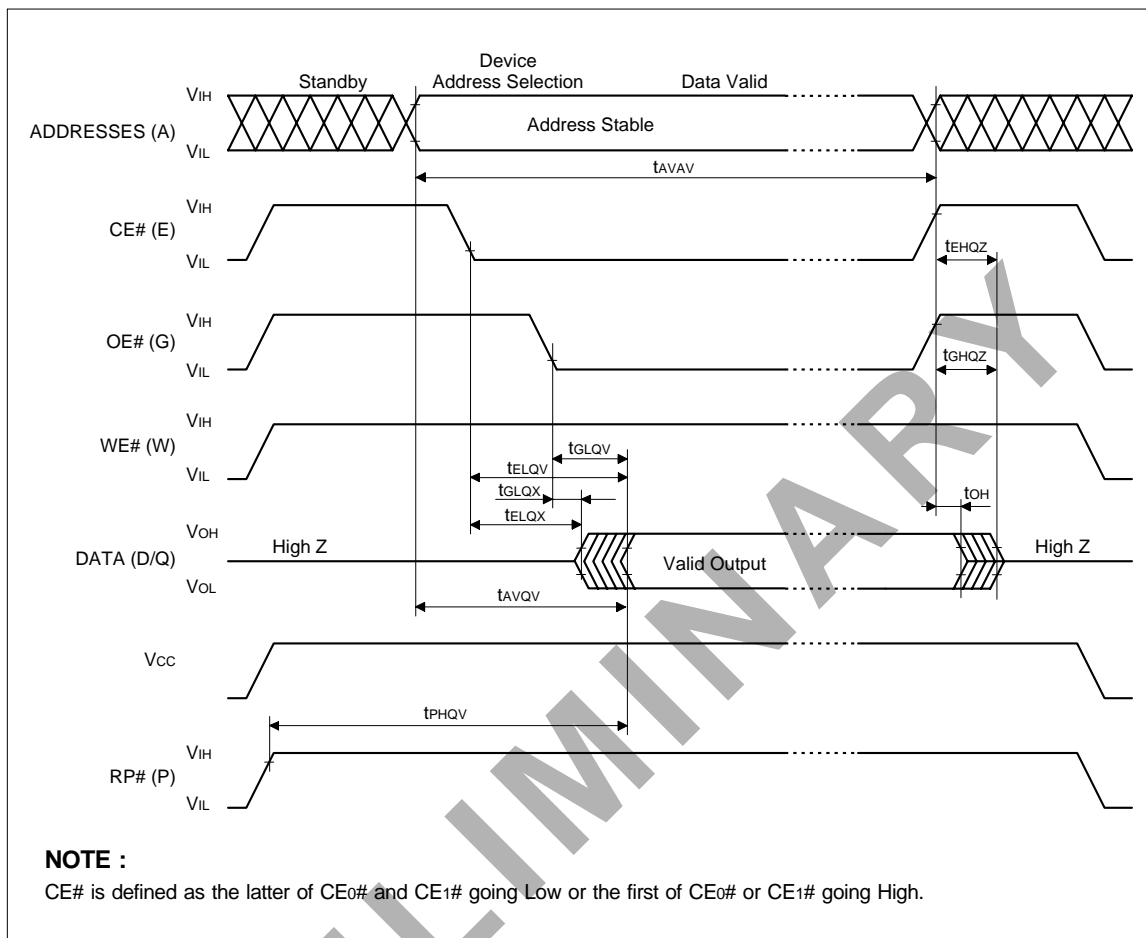 Device
Standby Address Selection Data Valid
VIH
ADDRESSES (A) Address Stable
VIL
tAVAV
VIH
CE# (E)
VIL
tEHQZ
VIH
OE# (G)
VIL
tGHQZ
VIH
WE# (W)
VIL
tGLQV
tELQV
tGLQX
tOH
tELQX
VOH
High Z High Z
DATA (D/Q) Valid Output
VOL
tAVQV
VCC
tPHQV
VIH
RP# (P)
VIL
NOTE :
CE# is defined as the latter of CE0# and CE1# going Low or the first of CE0# or CE1# going High.
LIMINARY